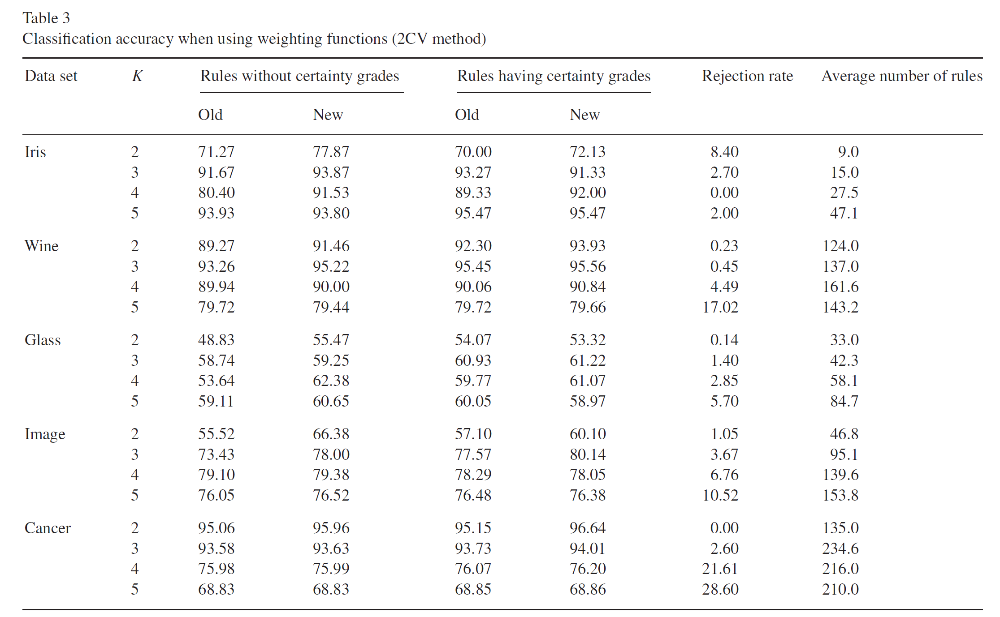 Table 3
Classification accuracy when using weighting functions (2CV method)
Data set K Rules without certainty grades Rules having certainty grades Rejection rate Average number of rules
Old New Old New
Iris 2 71.27 77.87 70.00 72.13 8.40 9.0
3 91.67 93.87 93.27 91.33 2.70 15.0
4 80.40 91.53 89.33 92.00 0.00 27.5
5 93.93 93.80 95.47 95.47 2.00 47.1
Wine 2 89.27 91.46 92.30 93.93 0.23 124.0
3 93.26 95.22 95.45 95.56 0.45 137.0
4 89.94 90.00 90.06 90.84 4.49 161.6
5 79.72 79.44 79.72 79.66 17.02 143.2
Glass 2 48.83 55.47 54.07 53.32 0.14 33.0
3 58.74 59.25 60.93 61.22 1.40 42.3
4 53.64 62.38 59.77 61.07 2.85 58.1
5 59.11 60.65 60.05 58.97 5.70 84.7
Image 2 55.52 66.38 57.10 60.10 1.05 46.8
3 73.43 78.00 77.57 80.14 3.67 95.1
4 79.10 79.38 78.29 78.05 6.76 139.6
5 76.05 76.52 76.48 76.38 10.52 153.8
Cancer 2 95.06 95.96 95.15 96.64 0.00 135.0
3 93.58 93.63 93.73 94.01 2.60 234.6
4 75.98 75.99 76.07 76.20 21.61 216.0
5 68.83 68.83 68.85 68.86 28.60 210.0